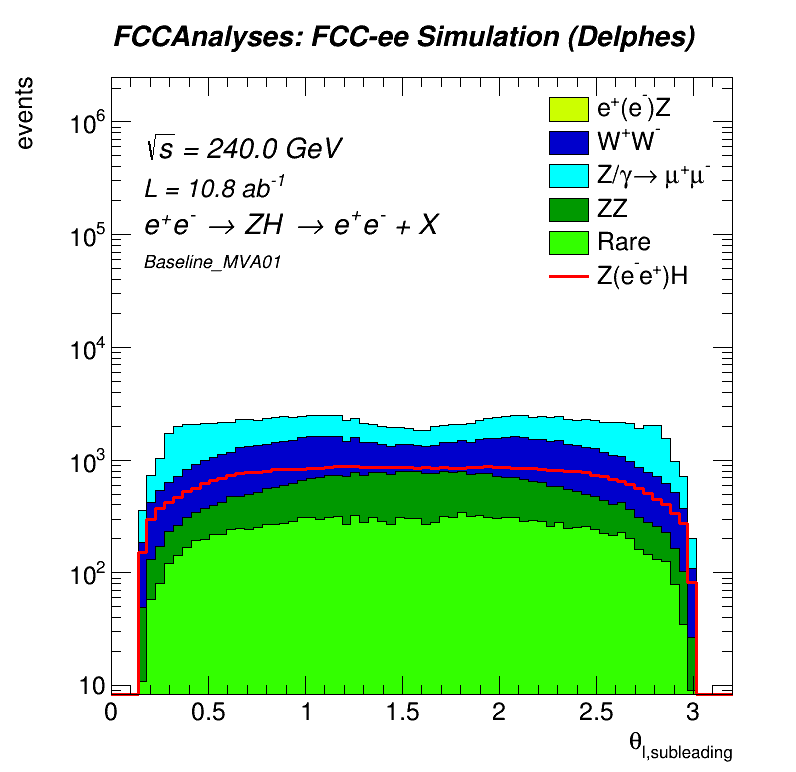 FCCAnalyses: FCC-ee Simulation (Delphes)
events
√s = 240.0 GeV
L = 10.8 ab⁻¹
e⁺e⁻ → ZH → e⁺e⁻ + X
Baseline_MVA01
e⁺(e⁻)Z
W⁺W⁻
Z/γ→ μ⁺μ⁻
ZZ
Rare
Z(e⁻e⁺)H
10⁶
10⁵
10⁴
10³
10²
10
0 0.5 1 1.5 2 2.5 3
θl,subleading